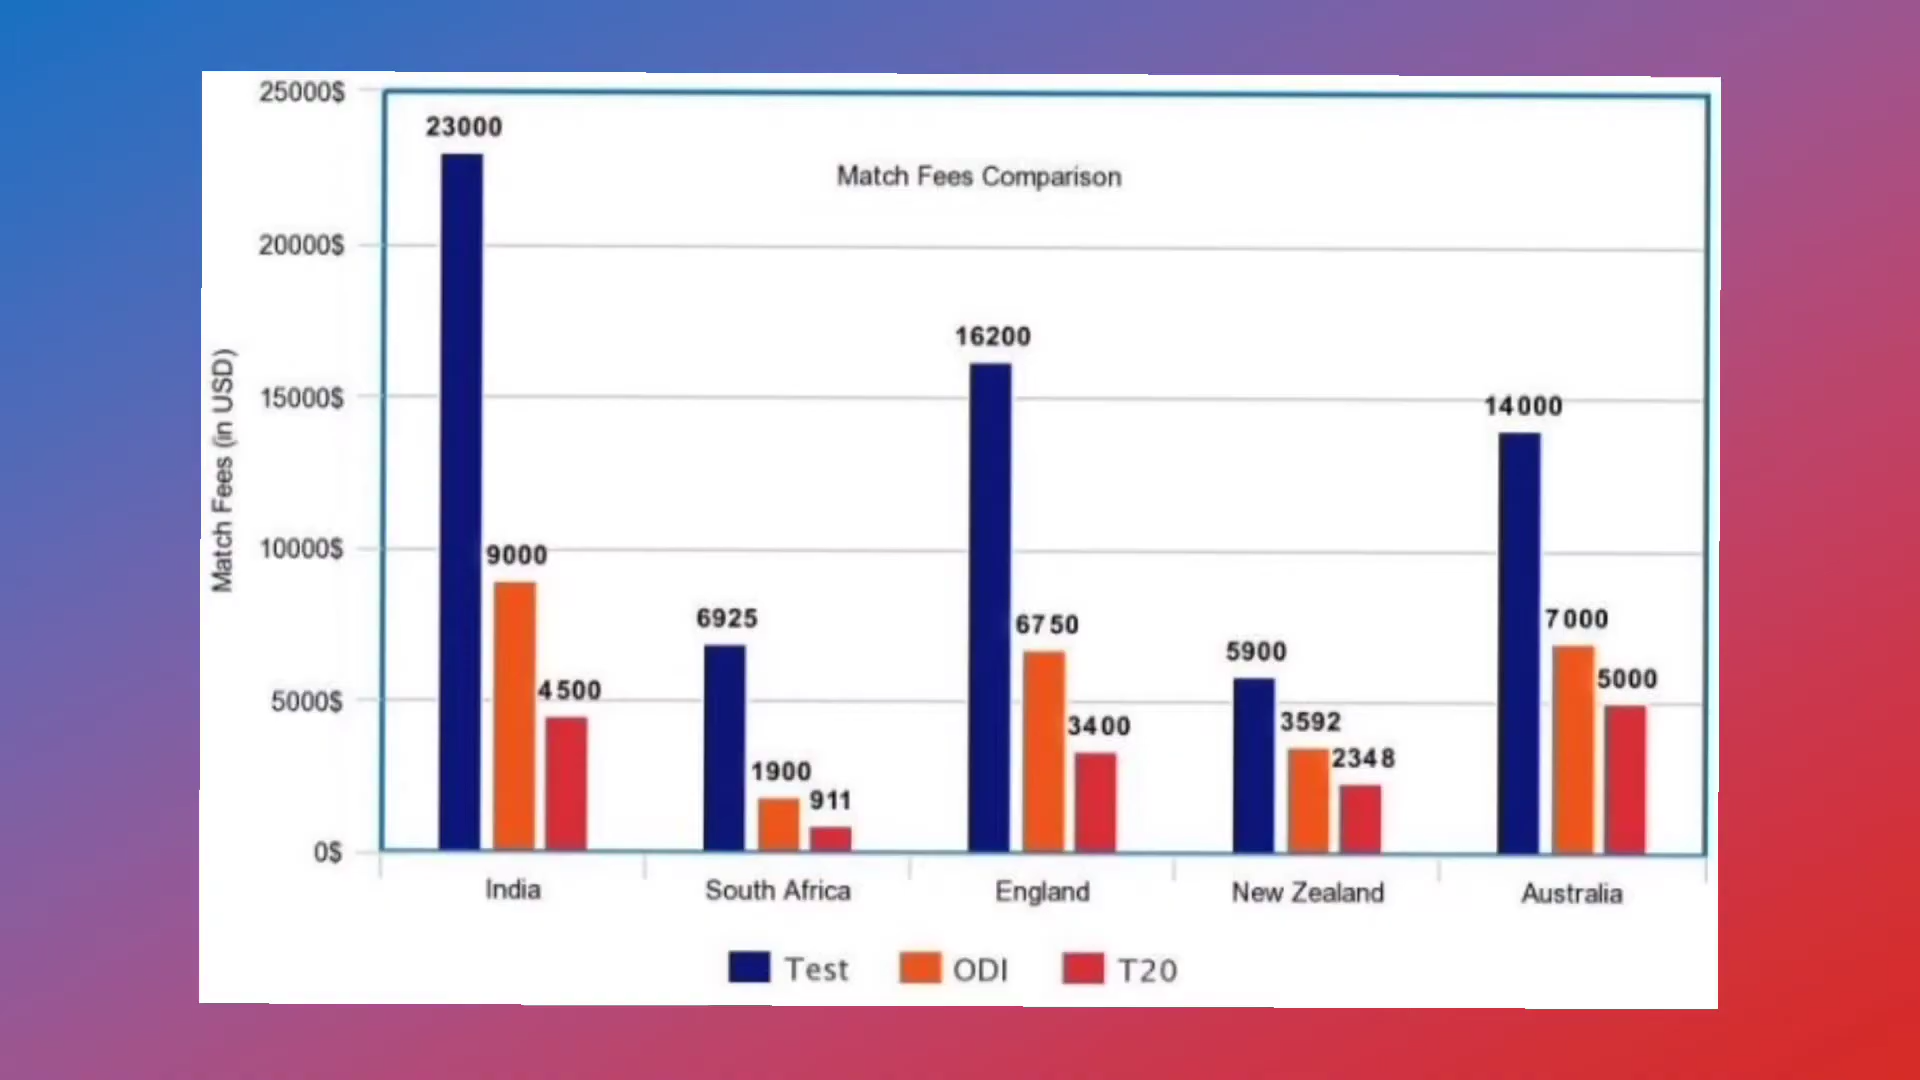 25000$
23000
Match Fees Comparison
20000$
16200
15000$
14000
Match Fees (in USD)
10000$
9000
6925
6750
7000
5900
5000$
4500
5000
3400
3592
2348
1900
911
0$
India
South Africa
England
New Zealand
Australia
Test
ODI
T20